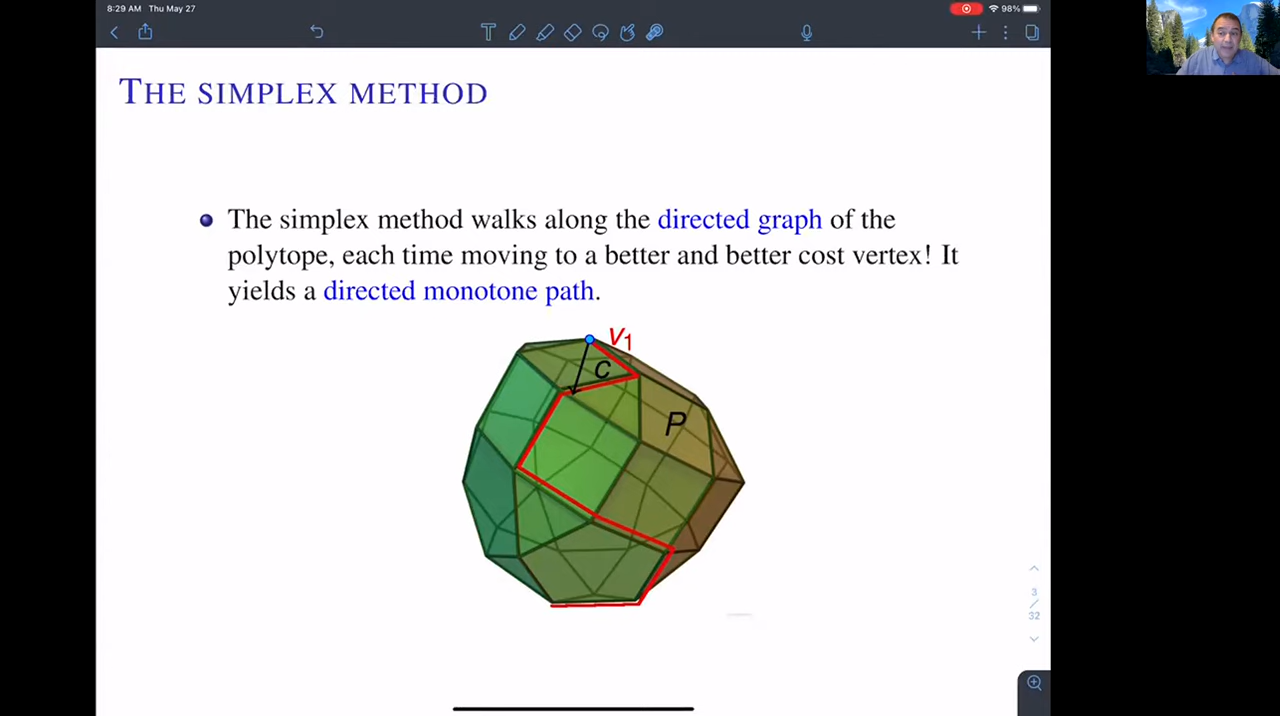 8:29 AM Thu May 27
98%
THE SIMPLEX METHOD
The simplex method walks along the directed graph of the
polytope, each time moving to a better and better cost vertex! It
yields a directed monotone path.
V1
C
P
3
/
32